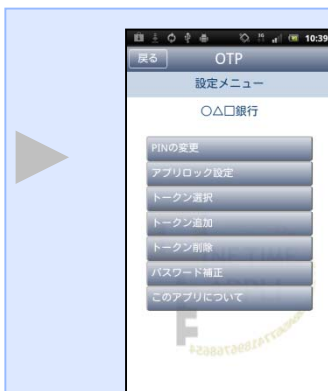 10:39
戻る OTP
設定メニュー
○△□銀行
PINの変更
アプリロック設定
トークン選択
トークン追加
トークン削除
パスワード補正
このアプリについて